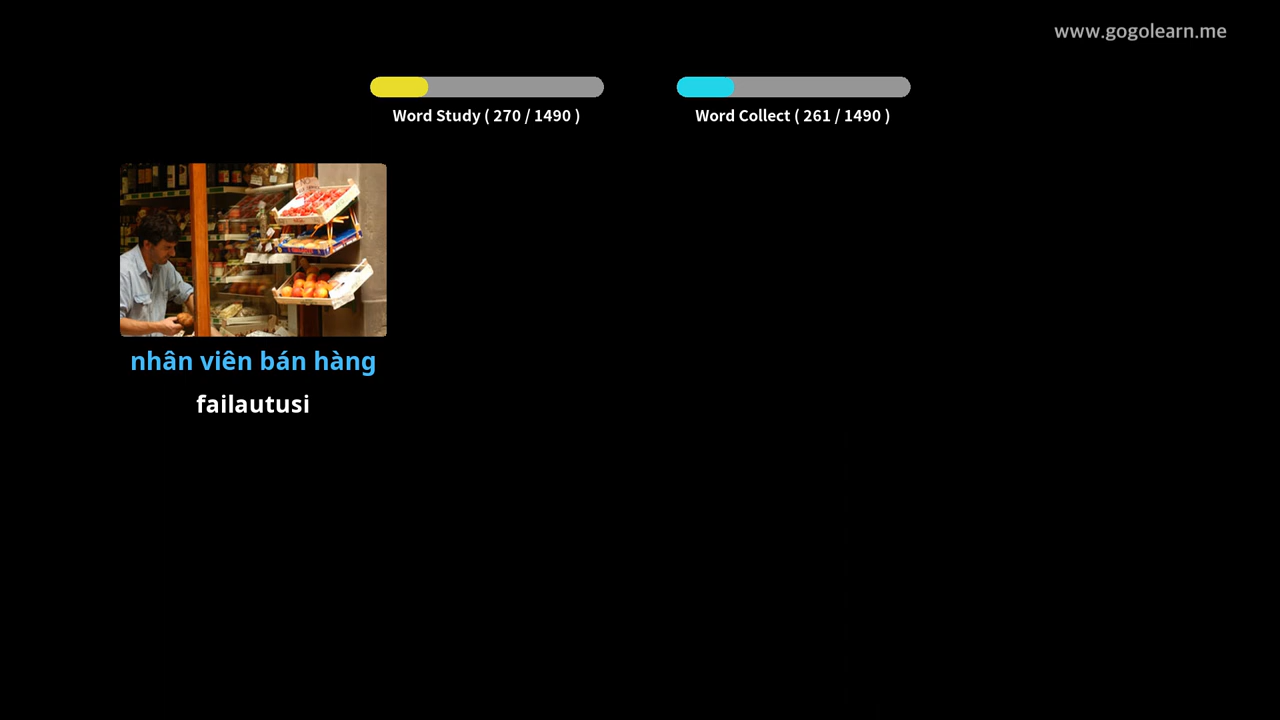 www.gogolearn.me
Word Study ( 270 / 1490 )
Word Collect ( 261 / 1490 )
nhân viên bán hàng
failautusi